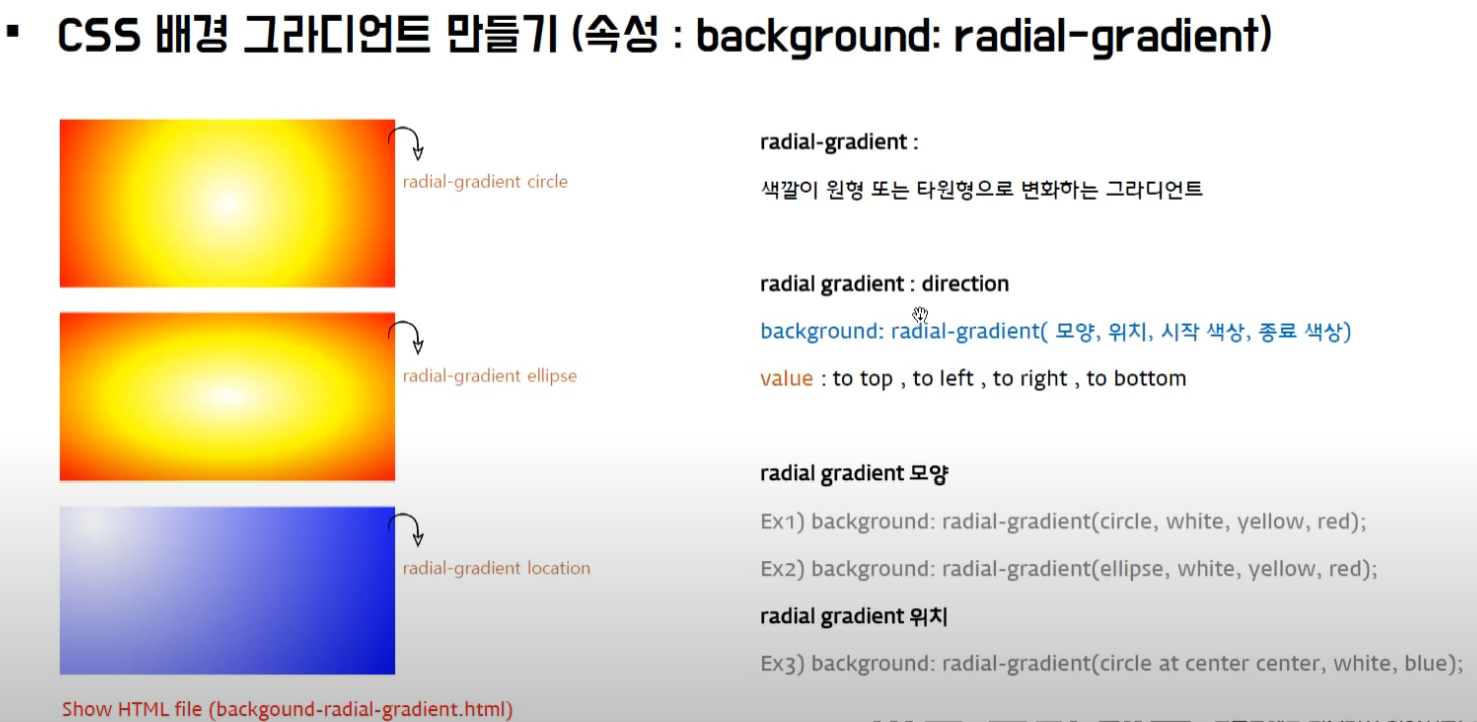 ▪ CSS 배경 그라디언트 만들기 (속성 : background: radial-gradient)
radial-gradient circle
radial-gradient ellipse
radial-gradient location
Show HTML file (backgound-radial-gradient.html)
radial-gradient :
색깔이 원형 또는 타원형으로 변화하는 그라디언트
radial gradient : direction
background: radial-gradient( 모양, 위치, 시작 색상, 종료 색상)
value : to top , to left , to right , to bottom
radial gradient 모양
Ex1) background: radial-gradient(circle, white, yellow, red);
Ex2) background: radial-gradient(ellipse, white, yellow, red);
radial gradient 위치
Ex3) background: radial-gradient(circle at center center, white, blue);